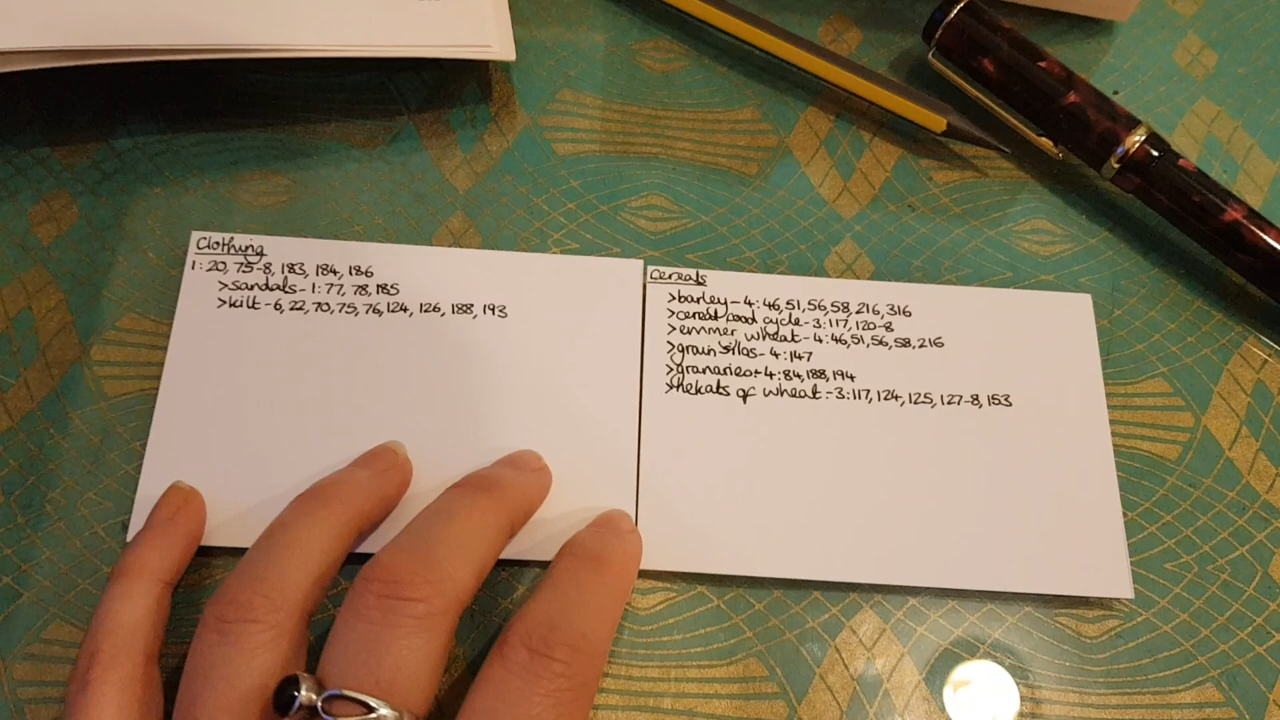 Clothing
1: 20, 75-8, 183, 184, 186
>sandals-1: 77, 78, 185
>kilt-6, 22, 70, 75, 76, 124, 126, 188, 193
cereals
>barley-4: 46, 51, 56, 58, 216, 316
>cereal food cycle-3: 117, 120-8
>emmer wheat-4: 46, 51, 56, 58, 216
>grain silos-4: 147
>granaries-4: 84, 188, 194
>hekats of wheat-3: 117, 124, 125, 127-8, 153